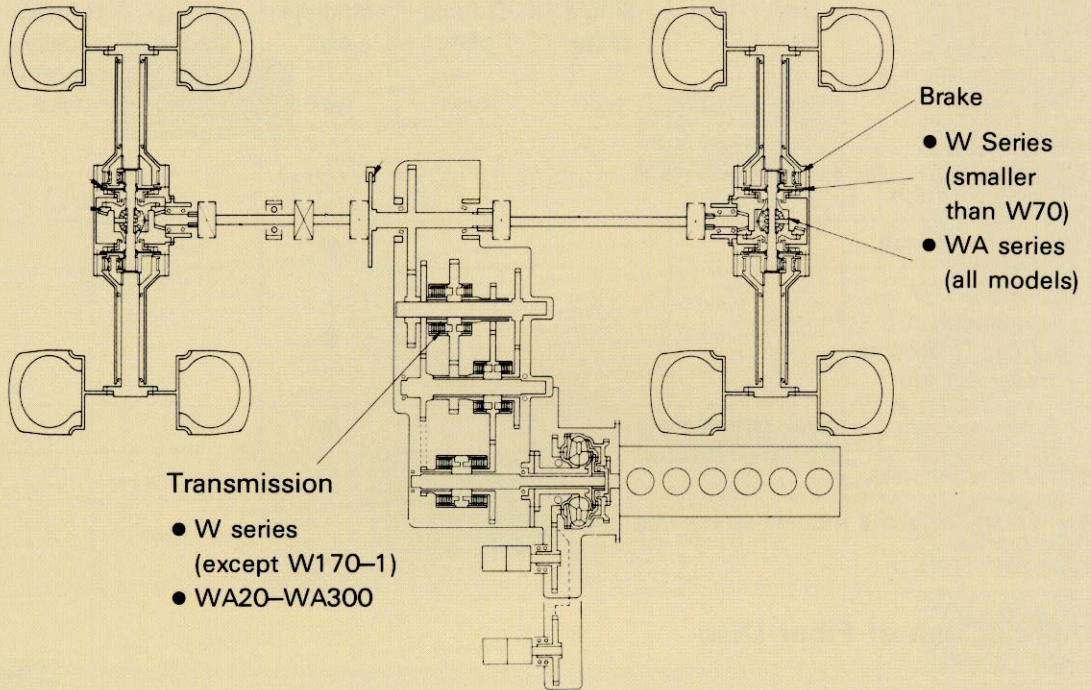 Brake
● W Series
(smaller
than W70)
● WA series
(all models)
Transmission
● W series
(except W170–1)
● WA20–WA300